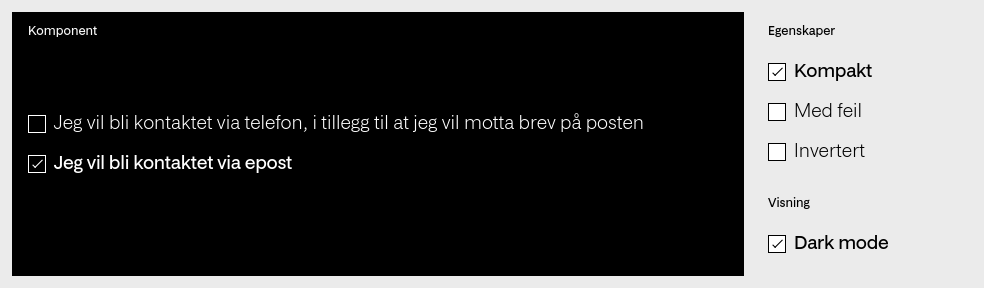 Komponent
Jeg vil bli kontaktet via telefon, i tillegg til at jeg vil motta brev på posten
Jeg vil bli kontaktet via epost
Egenskaper
Kompakt
Med feil
Invertert
Visning
Dark mode